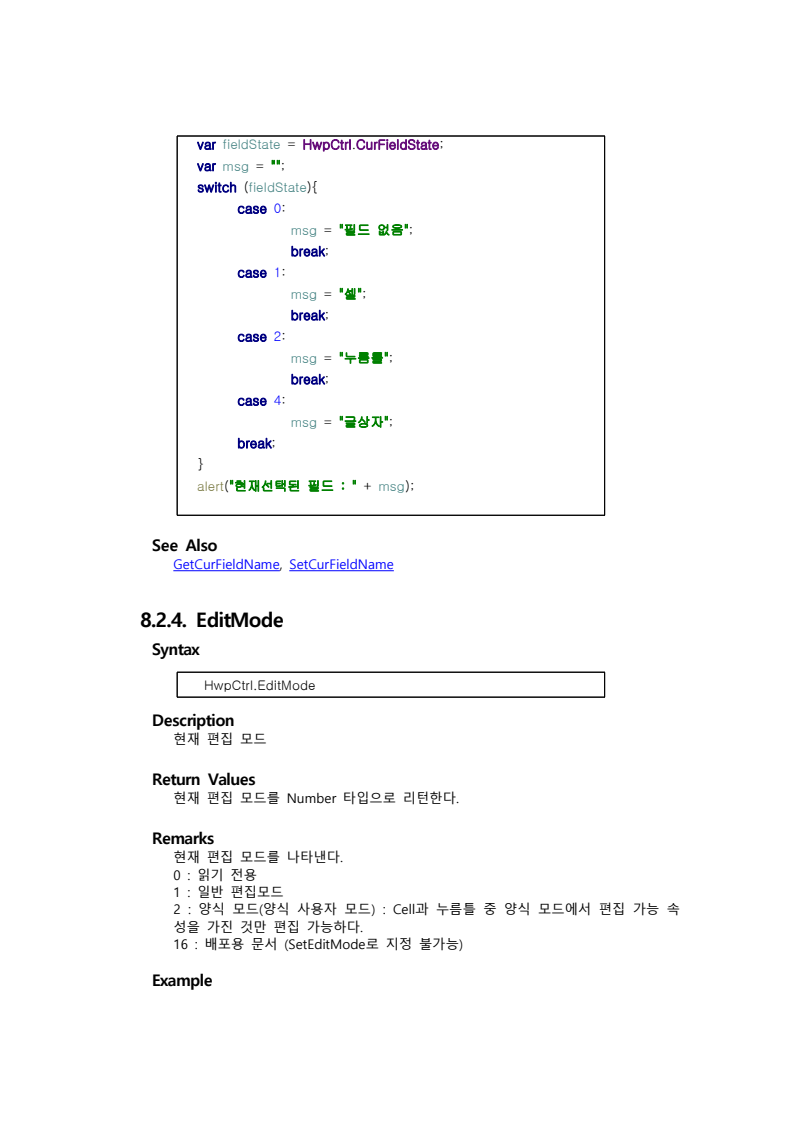 var fieldState = HwpCtrl.CurFieldState;
var msg = "";
switch (fieldState){
case 0:
msg = "필드 없음";
break;
case 1:
msg = "셀";
break;
case 2:
msg = "누름틀";
break;
case 4:
msg = "글상자";
break;
}
alert("현재선택된 필드 : " + msg);
See Also
GetCurFieldName, SetCurFieldName
8.2.4. EditMode
Syntax
HwpCtrl.EditMode
Description
현재 편집 모드
Return Values
현재 편집 모드를 Number 타입으로 리턴한다.
Remarks
현재 편집 모드를 나타낸다.
0 : 읽기 전용
1 : 일반 편집모드
2 : 양식 모드(양식 사용자 모드) : Cell과 누름틀 중 양식 모드에서 편집 가능 속
성을 가진 것만 편집 가능하다.
16 : 배포용 문서 (SetEditMode로 지정 불가능)
Example